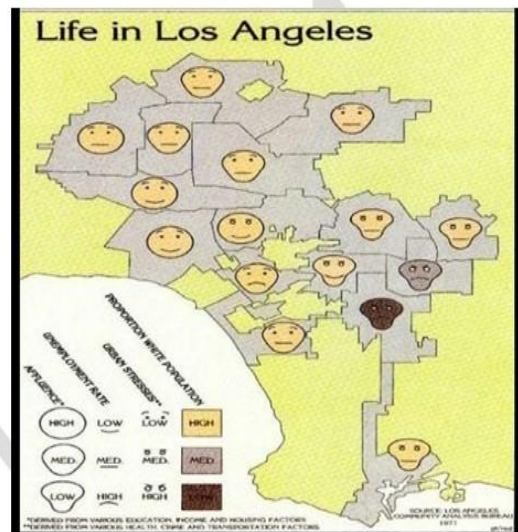 Life in Los Angeles
AFFLUENCE*
UNEMPLOYMENT RATE
URBAN STRESSES**
PROPORTION WHITE POPULATION
HIGH LOW LOW HIGH
MED. MED. MED. MED.
LOW HIGH HIGH LOW
*DERIVED FROM VARIOUS EDUCATION, INCOME AND HOUSING FACTORS
**DERIVED FROM VARIOUS HEALTH, CRIME AND TRANSPORTATION FACTORS
SOURCE: LOS ANGELES
COMMUNITY ANALYSIS BUREAU
1971